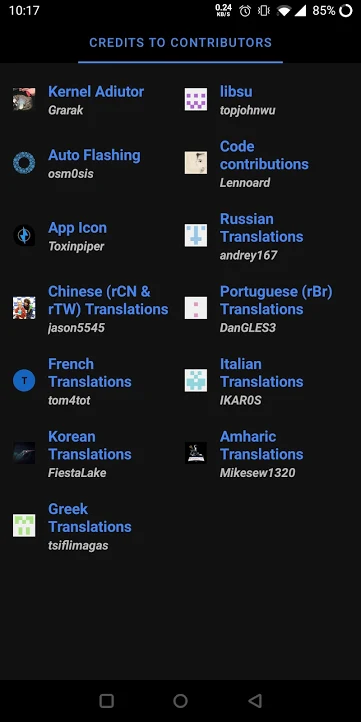 10:17
0.24
KB/S
85%
CREDITS TO CONTRIBUTORS
Kernel Adiutor
Grarak
libsu
topjohnwu
Auto Flashing
osm0sis
Code
contributions
Lennoard
App Icon
Toxinpiper
Russian
Translations
andrey167
Chinese (rCN &
rTW) Translations
jason5545
Portuguese (rBr)
Translations
DanGLES3
T
French
Translations
tom4tot
Italian
Translations
IKAR0S
Korean
Translations
FiestaLake
Amharic
Translations
Mikesew1320
Greek
Translations
tsiflimagas